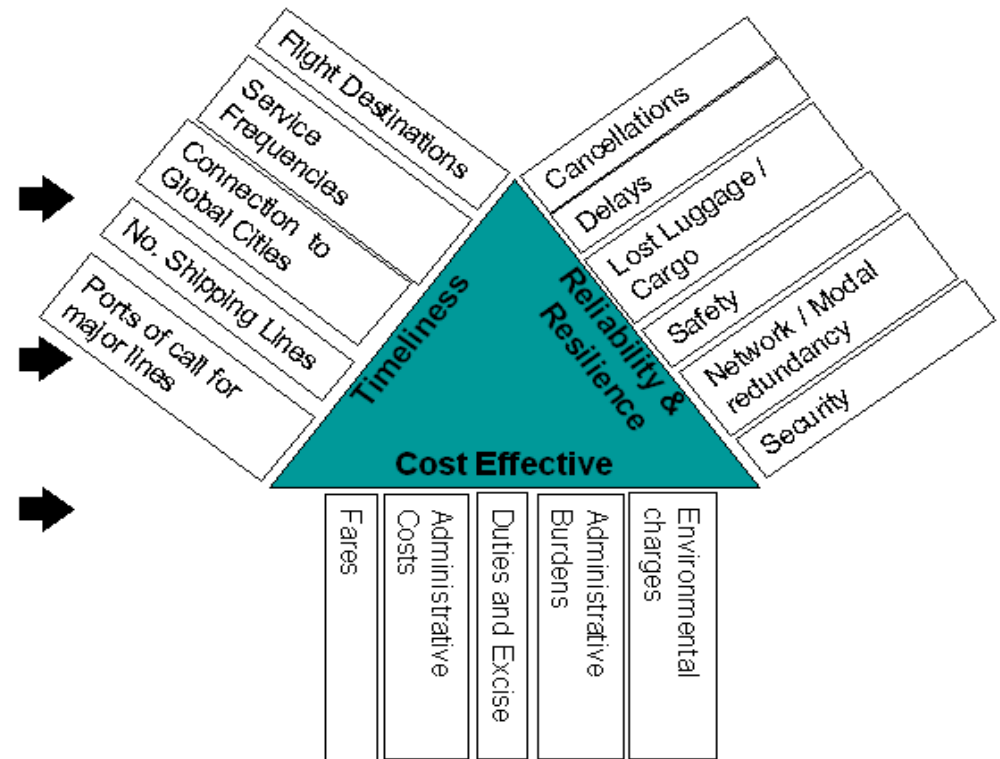 Flight Destinations
Service
Frequencies
Connection to
Global Cities
No. Shipping Lines
Ports of call for
major lines
Timeliness
Cancellations
Delays
Lost Luggage /
Cargo
Safety
Network / Modal
redundancy
Security
Reliability &
Resilience
Cost Effective
Fares
Administrative
Costs
Duties and Excise
Administrative
Burdens
Environmental
charges